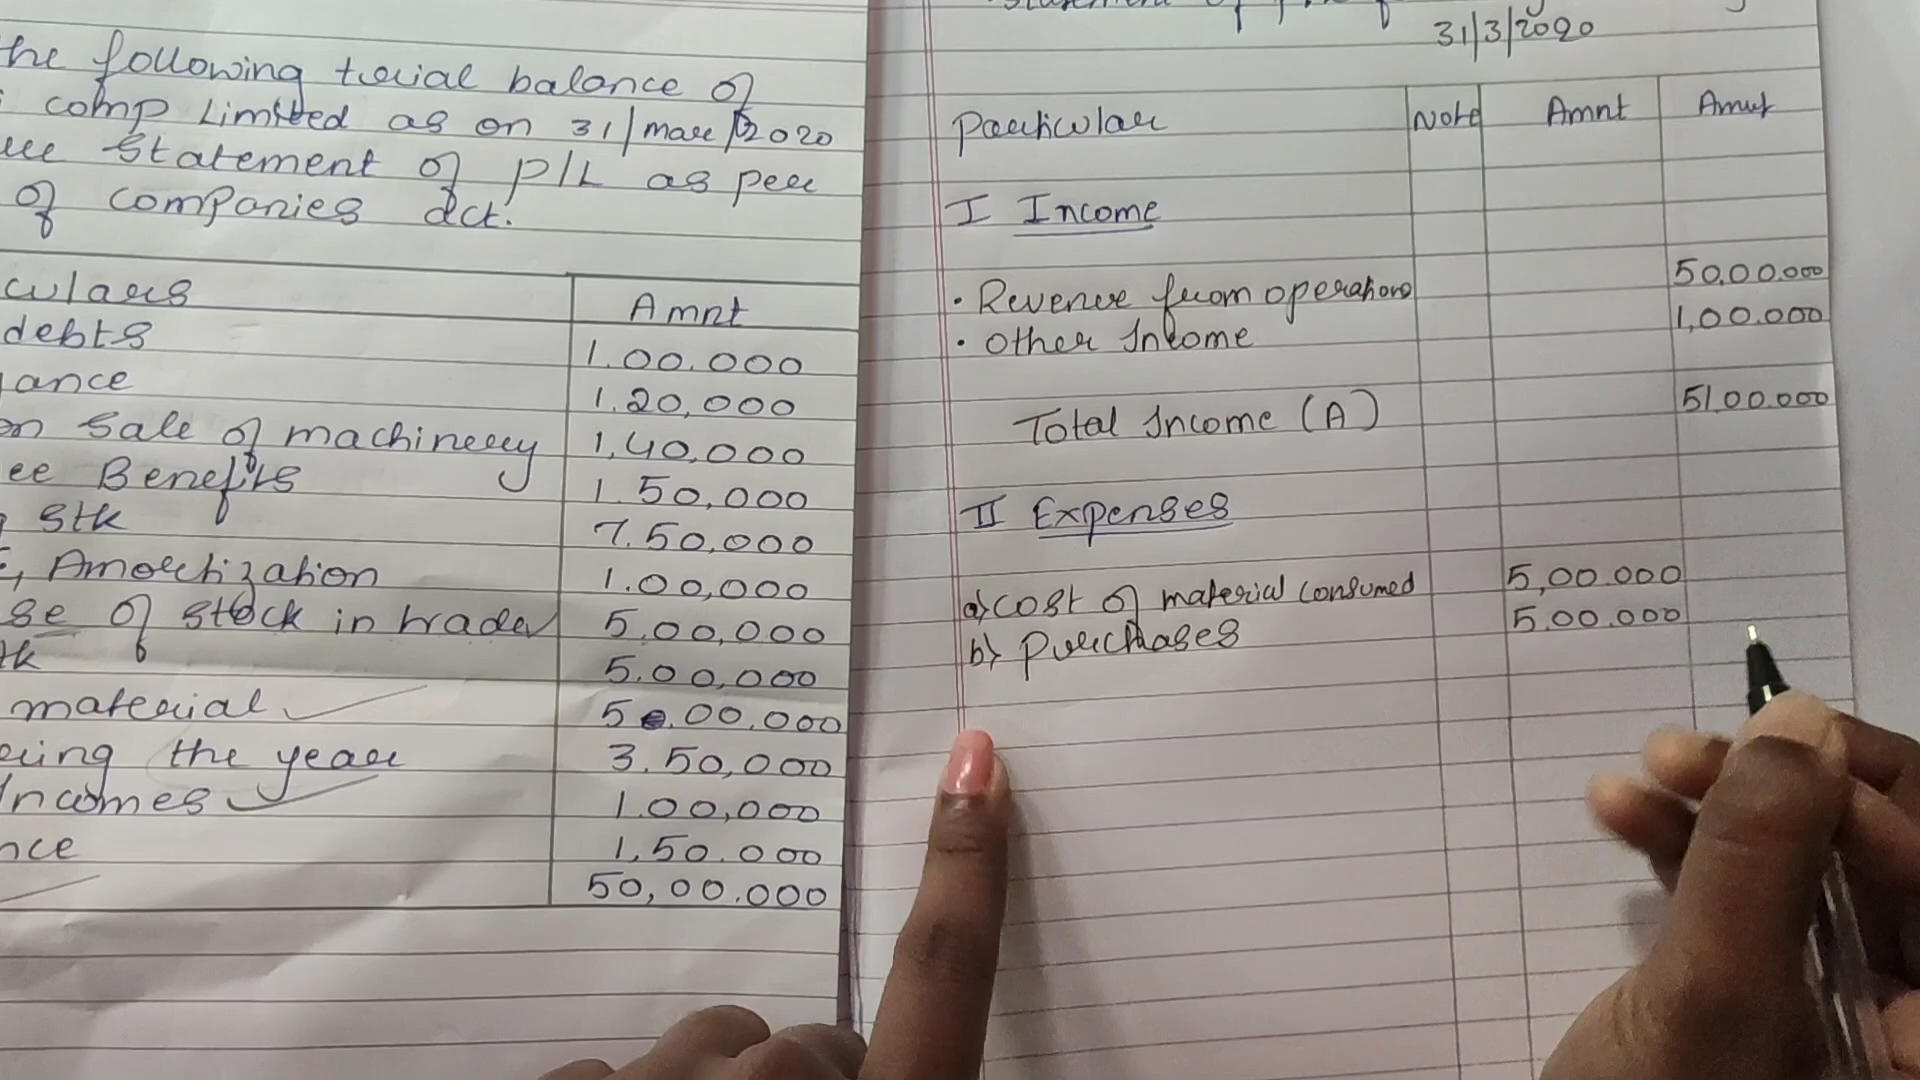 he following trial balance of
comp Limited as on 31/mar/2020
Statement of P/L as per
of companies Act.
culars Amnt
debts 1.00.000
ance 1.20,000
on Sale of machinery 1,40,000
ee Benefits 1.50,000
g Stk 7.50,000
, Amortization 1.00,000
se of stock in trader 5,00,000
tk 5.00,000
material ✓ 50.00,000
ring the year 3.50,000
Incomes ✓ 1.00,000
nce 1,50.000
50,00.000
Statement of
31/3/2020
Particular Note Amnt Amnt
I Income
• Revenue from operations 50,00.000
• Other Income 1,00.000
Total Income (A) 51,00.000
II Expenses
a) Cost of material Consumed 5,00.000
b) Purchases 5.00.000